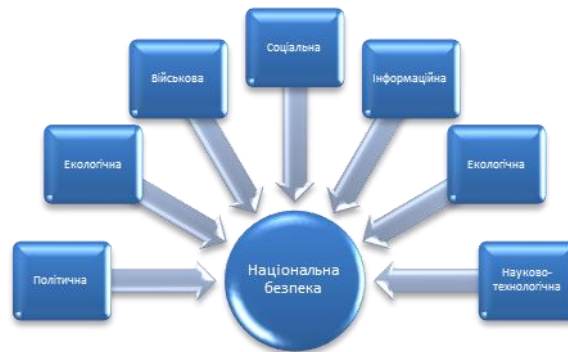 Соціальна
Військова
Інформаційна
Екологічна
Екологічна
Політична
Національна
безпека
Науково-
технологічна